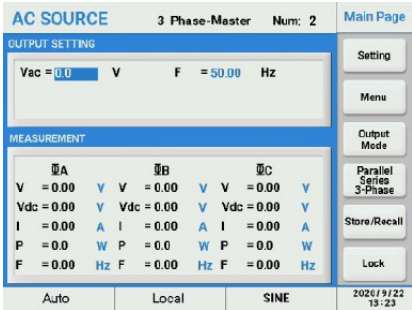 AC SOURCE 3 Phase-Master Num: 2 Main Page
OUTPUT SETTING
Vac = 0.0 V F = 50.00 Hz
Setting
Menu
Output
Mode
MEASUREMENT
ΦA ΦB ΦC
V = 0.00 V V = 0.00 V V = 0.00 V
Vdc = 0.00 V Vdc = 0.00 V Vdc = 0.00 V
I = 0.00 A I = 0.00 A I = 0.00 A
P = 0.0 W P = 0.0 W P = 0.0 W
F = 0.00 Hz F = 0.00 Hz F = 0.00 Hz
Parallel
Series
3-Phase
Store/Recall
Lock
Auto Local SINE 2020/9/22
13:23